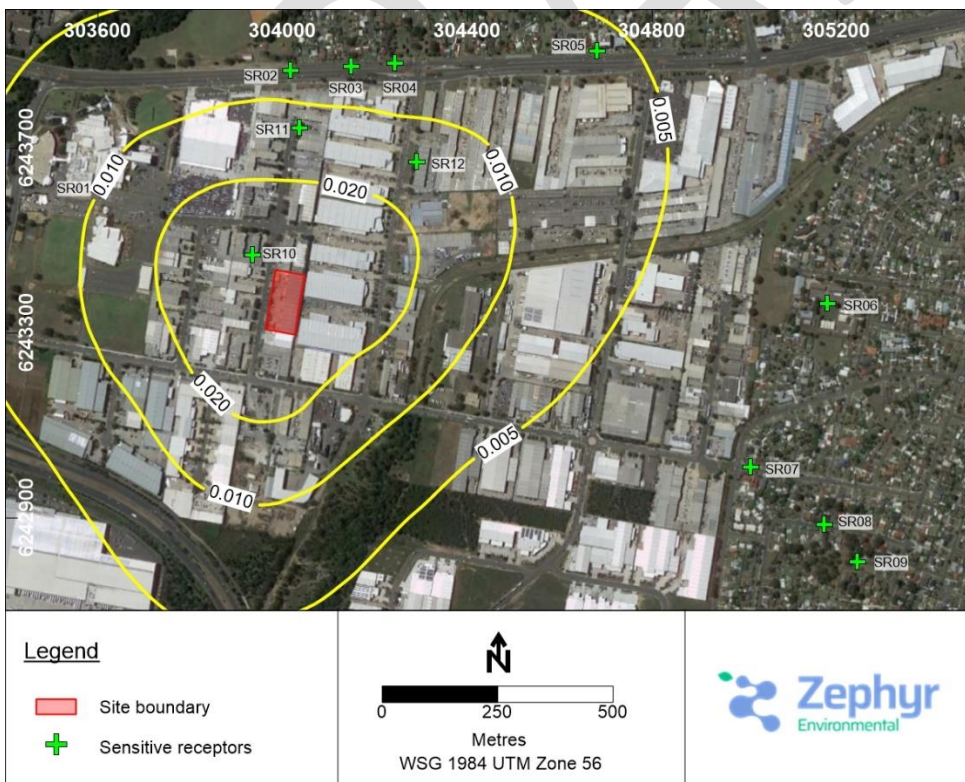 303600 304000 304400 304800 305200
SR05
SR02
SR03
SR04
0.005
6243700
SR11
SR12
0.010
0.010
SR01
0.020
SR10
SR06
6243300
0.020
0.005
SR07
0.010
6242900
SR08
SR09
Legend
Site boundary
Sensitive receptors
N
0 250 500
Metres
WSG 1984 UTM Zone 56
Zephyr
Environmental